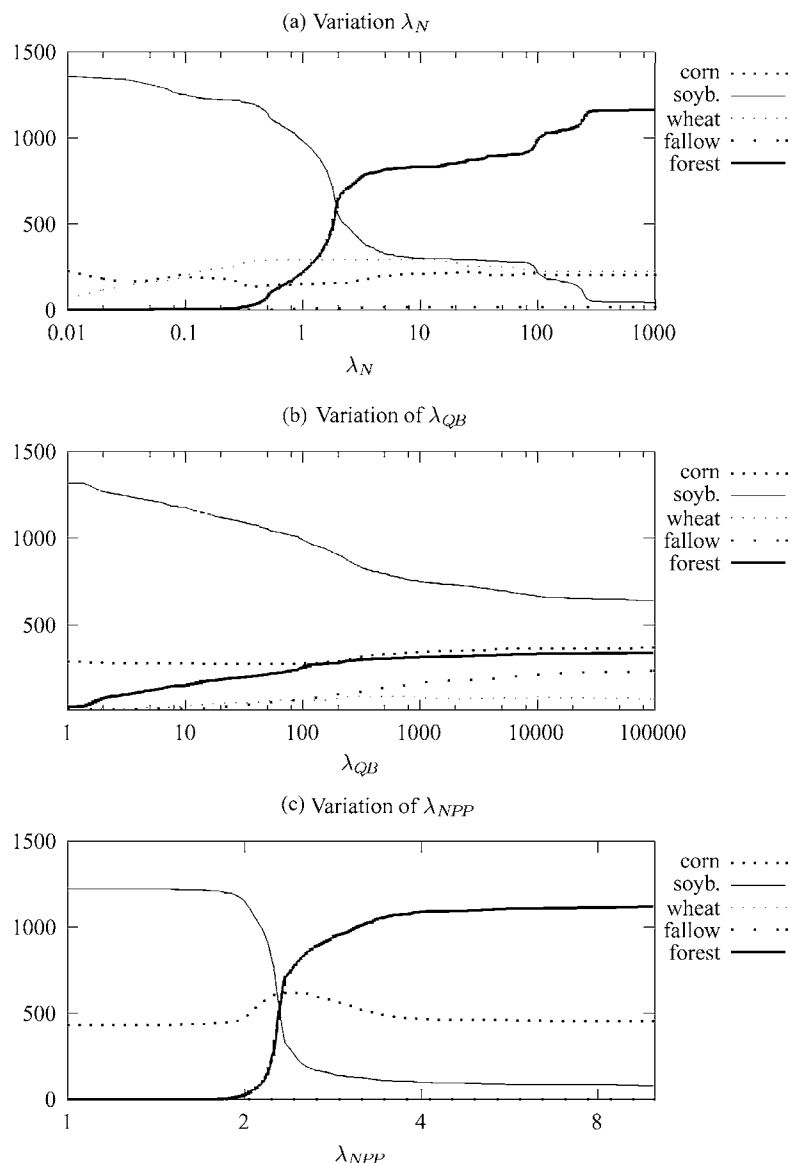 (a) Variation λN
1500
1000
500
0
0.01 0.1 1 10 100 1000
λN
corn
soyb.
wheat
fallow
forest
(b) Variation of λQB
1500
1000
500
1 10 100 1000 10000 100000
λQB
corn
soyb.
wheat
fallow
forest
(c) Variation of λNPP
1500
1000
500
0
1 2 4 8
λNPP
corn
soyb.
wheat
fallow
forest